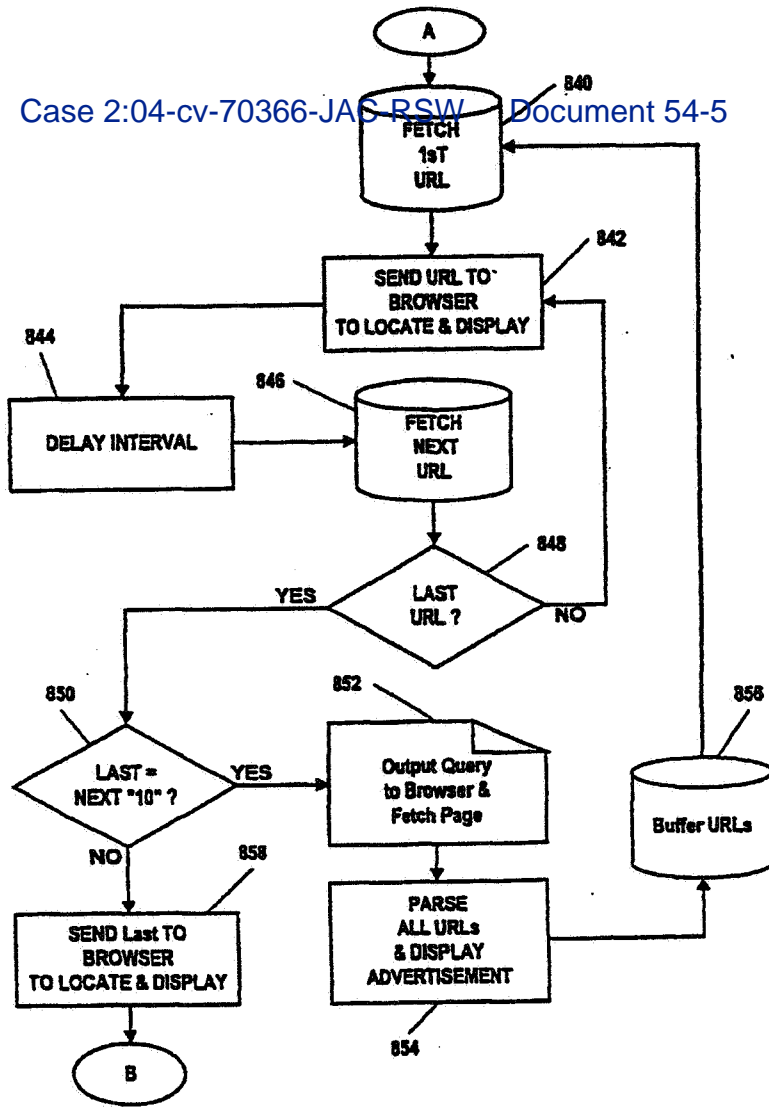 A
840
Case 2:04-cv-70366-JAC-RSW Document 54-5
FETCH
1sT
URL
842
SEND URL TO
BROWSER
TO LOCATE & DISPLAY
844
846
DELAY INTERVAL
FETCH
NEXT
URL
848
YES
LAST
URL ?
NO
850
852
856
LAST =
NEXT "10" ?
YES
Output Query
to Browser &
Fetch Page
Buffer URLs
NO
858
SEND Last TO
BROWSER
TO LOCATE & DISPLAY
PARSE
ALL URLs
& DISPLAY
ADVERTISEMENT
854
B